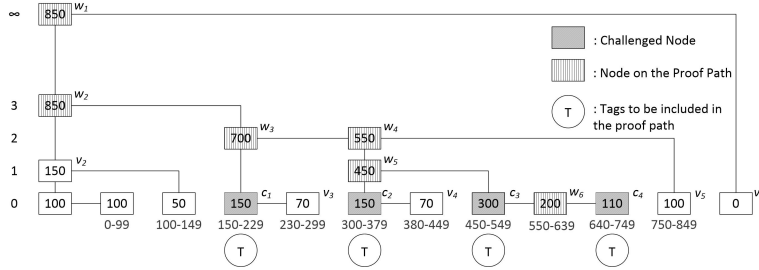 ∞ 850 w1
: Challenged Node
: Node on the Proof Path
3 850 w2
T : Tags to be included in
the proof path
2 700 w3 550 w4
1 150 v2 450 w5
0 100 100 50 150 c1 70 v3 150 c2 70 v4 300 c3 200 w6 110 c4 100 v5 0 v
0-99 100-149 150-229 230-299 300-379 380-449 450-549 550-639 640-749 750-849
T T T T